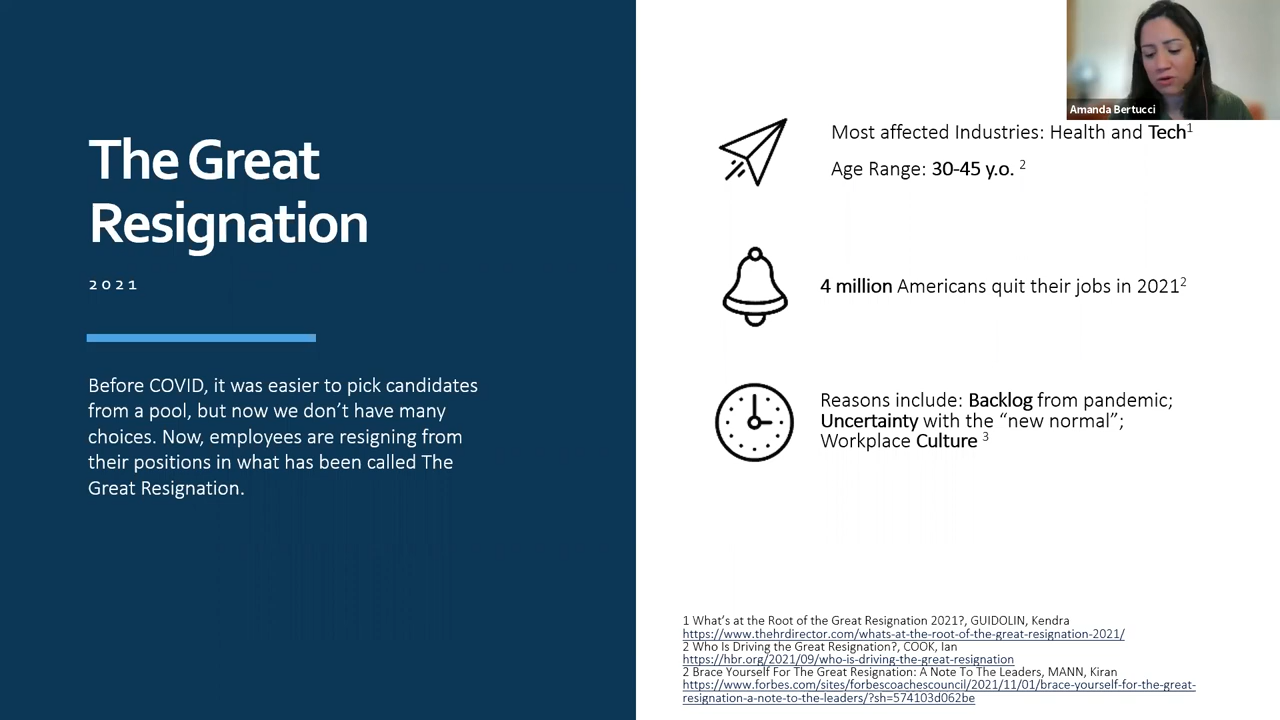 The Great
Resignation
2021
Before COVID, it was easier to pick candidates
from a pool, but now we don't have many
choices. Now, employees are resigning from
their positions in what has been called The
Great Resignation.
Amanda Bertucci
Most affected Industries: Health and Tech1
Age Range: 30-45 y.o. 2
4 million Americans quit their jobs in 20212
Reasons include: Backlog from pandemic;
Uncertainty with the "new normal";
Workplace Culture 3
1 What's at the Root of the Great Resignation 2021?, GUIDOLIN, Kendra
https://www.thehrdirector.com/whats-at-the-root-of-the-great-resignation-2021/
2 Who Is Driving the Great Resignation?, COOK, Ian
https://hbr.org/2021/09/who-is-driving-the-great-resignation
2 Brace Yourself For The Great Resignation: A Note To The Leaders, MANN, Kiran
https://www.forbes.com/sites/forbescoachescouncil/2021/11/01/brace-yourself-for-the-great-
resignation-a-note-to-the-leaders/?sh=574103d062be